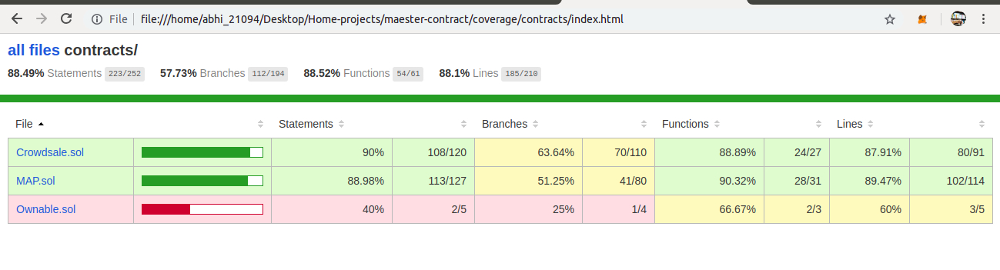 File file:///home/abhi_21094/Desktop/Home-projects/maester-contract/coverage/contracts/index.html
all files contracts/
88.49% Statements 223/252 57.73% Branches 112/194 88.52% Functions 54/61 88.1% Lines 185/210
File Statements Branches Functions Lines
Crowdsale.sol 90% 108/120 63.64% 70/110 88.89% 24/27 87.91% 80/91
MAP.sol 88.98% 113/127 51.25% 41/80 90.32% 28/31 89.47% 102/114
Ownable.sol 40% 2/5 25% 1/4 66.67% 2/3 60% 3/5